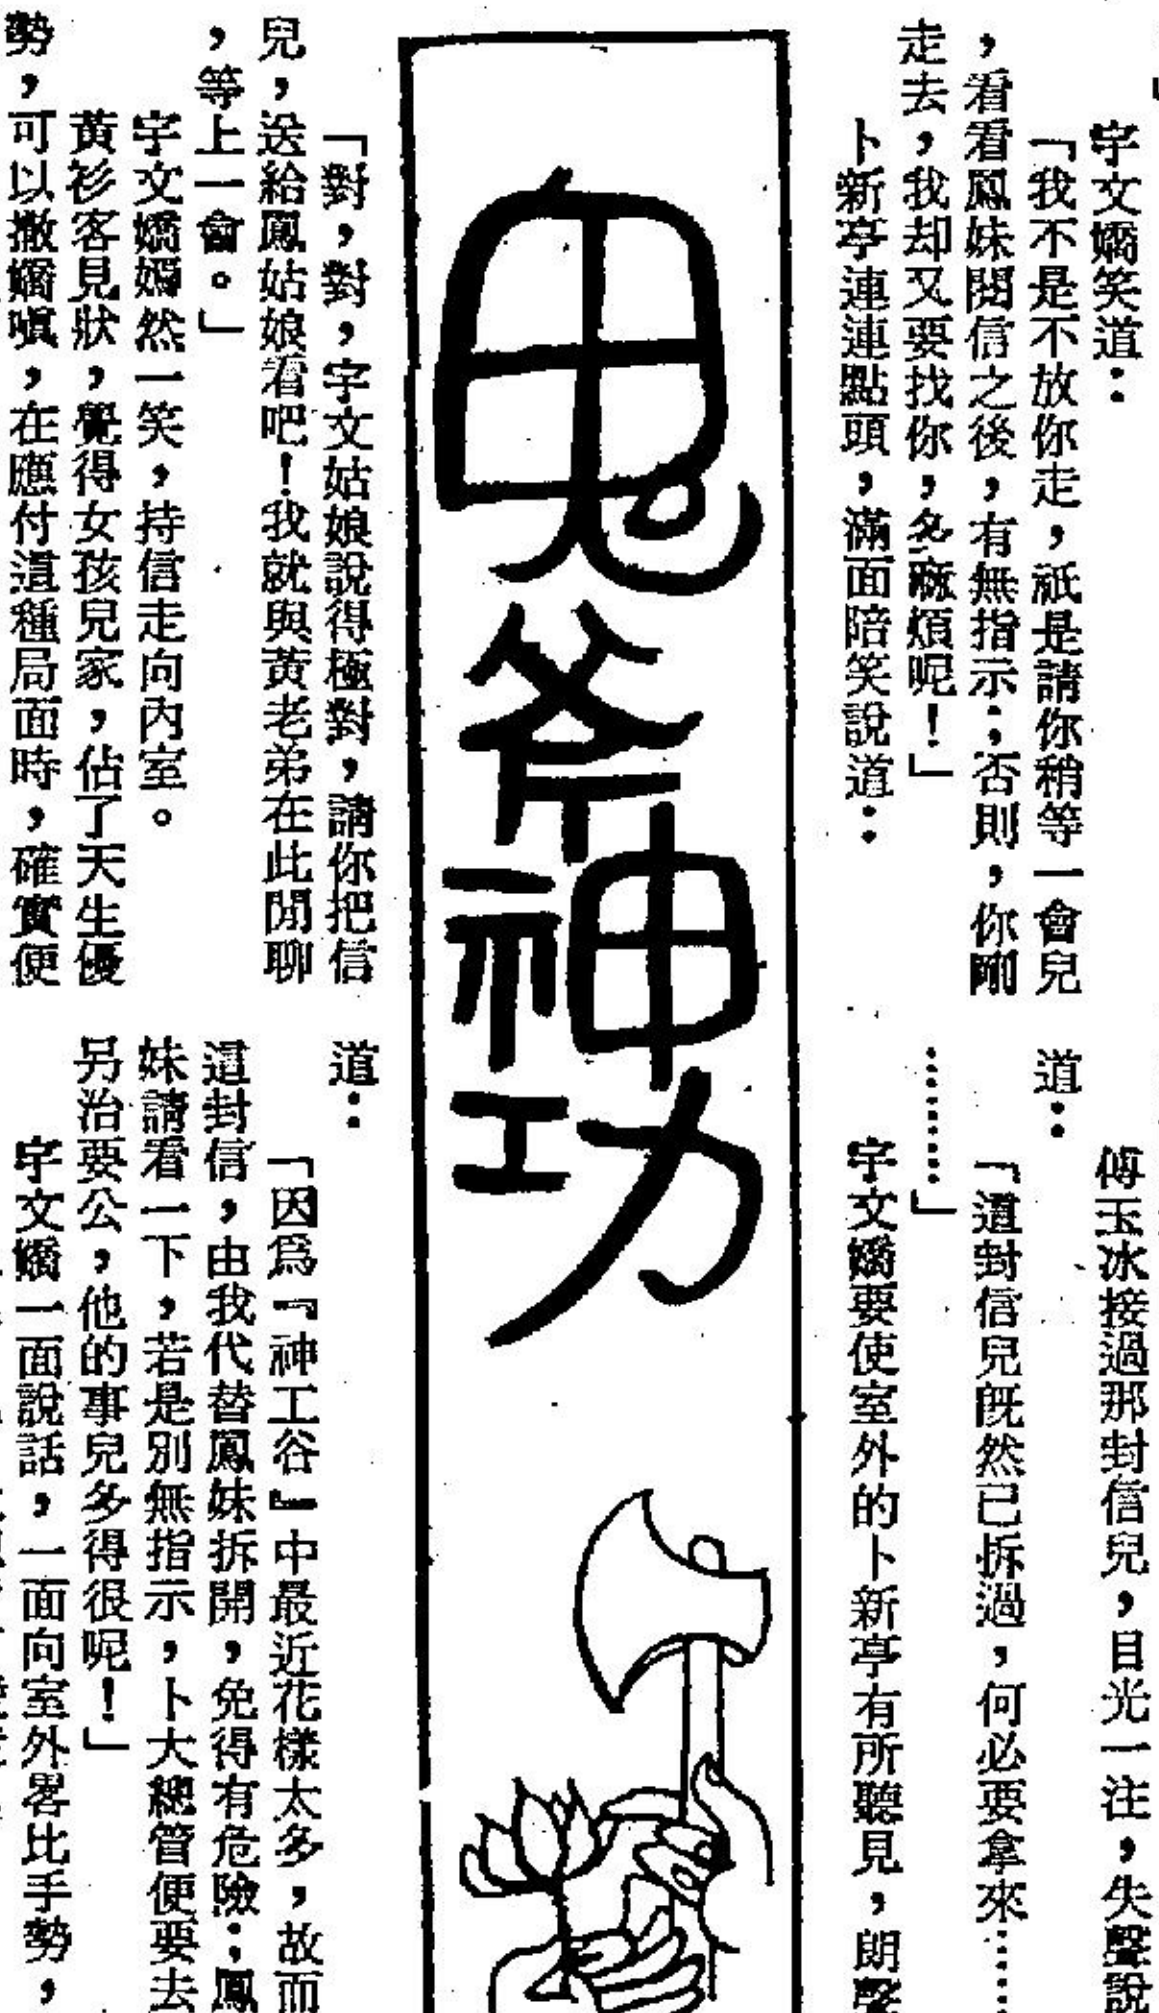 宇文嬌笑道：
「我不是不放你走，祇是請你稍等一會兒
，看看鳳妹閱信之後，有無指示；否則，你剛
走去，我却又要找你，多麻煩呢！」
卜新亭連連點頭，滿面陪笑說道：
鬼斧神功
「對，對，宇文姑娘說得極對，請你把信
兒，送給鳳姑娘看吧！我就與黃老弟在此閒聊
，等上一會。」
宇文嬌嫣然一笑，持信走向內室。
黃衫客見狀，覺得女孩兒家，佔了天生優
勢，可以撒嬌嗔，在應付這種局面時，確實便
傅玉冰接過那封信兒，目光一注，失聲說
道：
「這封信兒既然已拆過，何必要拿來……
……」
宇文嬌要使室外的卜新亭有所聽見，朗聲
道：
「因爲『神工谷』中最近花樣太多，故而
這封信，由我代替鳳妹拆開，免得有危險；鳳
妹請看一下，若是別無指示，卜大總管便要去
另治要公，他的事兒多得很呢！」
宇文嬌一面說話，一面向室外畧比手勢，